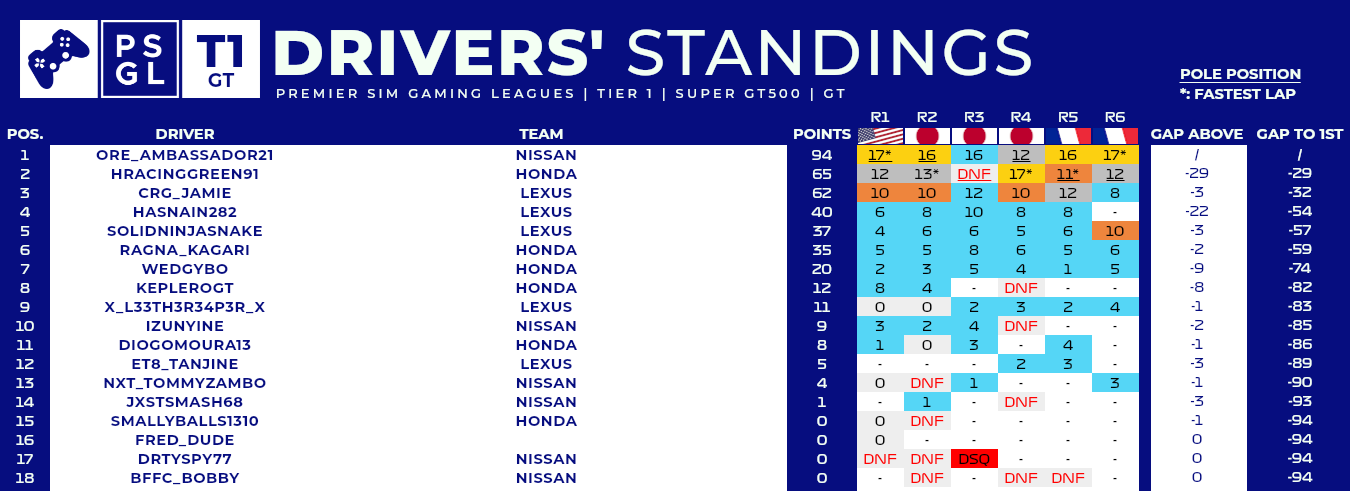 PS
GL
T1
GT
DRIVERS' STANDINGS
PREMIER SIM GAMING LEAGUES | TIER 1 | SUPER GT500 | GT
POLE POSITION
*: FASTEST LAP
R1 R2 R3 R4 R5 R6
POS. DRIVER TEAM POINTS GAP ABOVE GAP TO 1ST
1 ORE_AMBASSADOR21 NISSAN 94 17* 16 16 12 16 17* / /
2 HRACINGGREEN91 HONDA 65 12 13* DNF 17* 11* 12 -29 -29
3 CRG_JAMIE LEXUS 62 10 10 12 10 12 8 -3 -32
4 HASNAIN282 LEXUS 40 6 8 10 8 8 - -22 -54
5 SOLIDNINJASNAKE LEXUS 37 4 6 6 5 6 10 -3 -57
6 RAGNA_KAGARI HONDA 35 5 5 8 6 5 6 -2 -59
7 WEDGYBO HONDA 20 2 3 5 4 1 5 -9 -74
8 KEPLEROGT HONDA 12 8 4 - DNF - - -8 -82
9 X_L33TH3R34P3R_X LEXUS 11 0 0 2 3 2 4 -1 -83
10 IZUNYINE NISSAN 9 3 2 4 DNF - - -2 -85
11 DIOGOMOURA13 HONDA 8 1 0 3 - 4 - -1 -86
12 ET8_TANJINE LEXUS 5 - - - 2 3 - -3 -89
13 NXT_TOMMYZAMBO NISSAN 4 0 DNF 1 - - 3 -1 -90
14 JXSTSMASH68 NISSAN 1 - 1 - DNF - - -3 -93
15 SMALLYBALLS1310 HONDA 0 0 DNF - - - - -1 -94
16 FRED_DUDE 0 0 - - - - - 0 -94
17 DRTYSPY77 NISSAN 0 DNF DNF DSQ - - - 0 -94
18 BFFC_BOBBY NISSAN 0 - DNF - DNF DNF - 0 -94